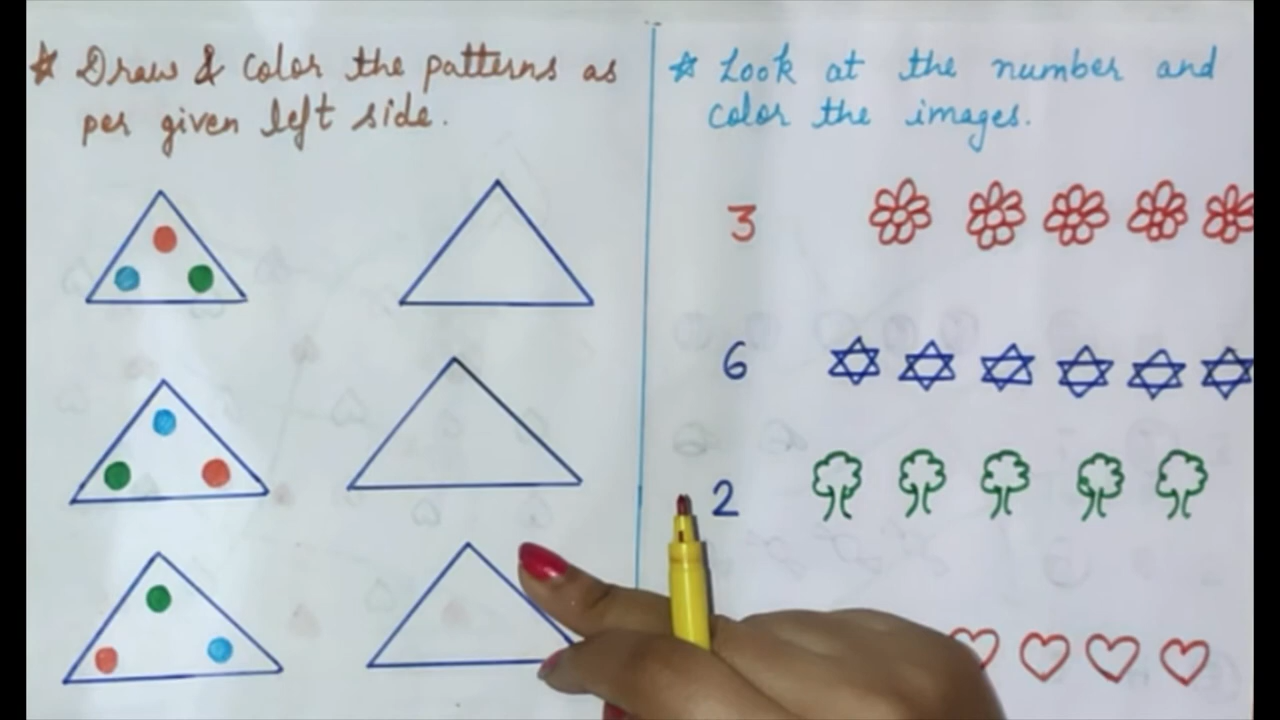 Draw & color the patterns as
per given left side.
Look at the number and
color the images.
3
6
2